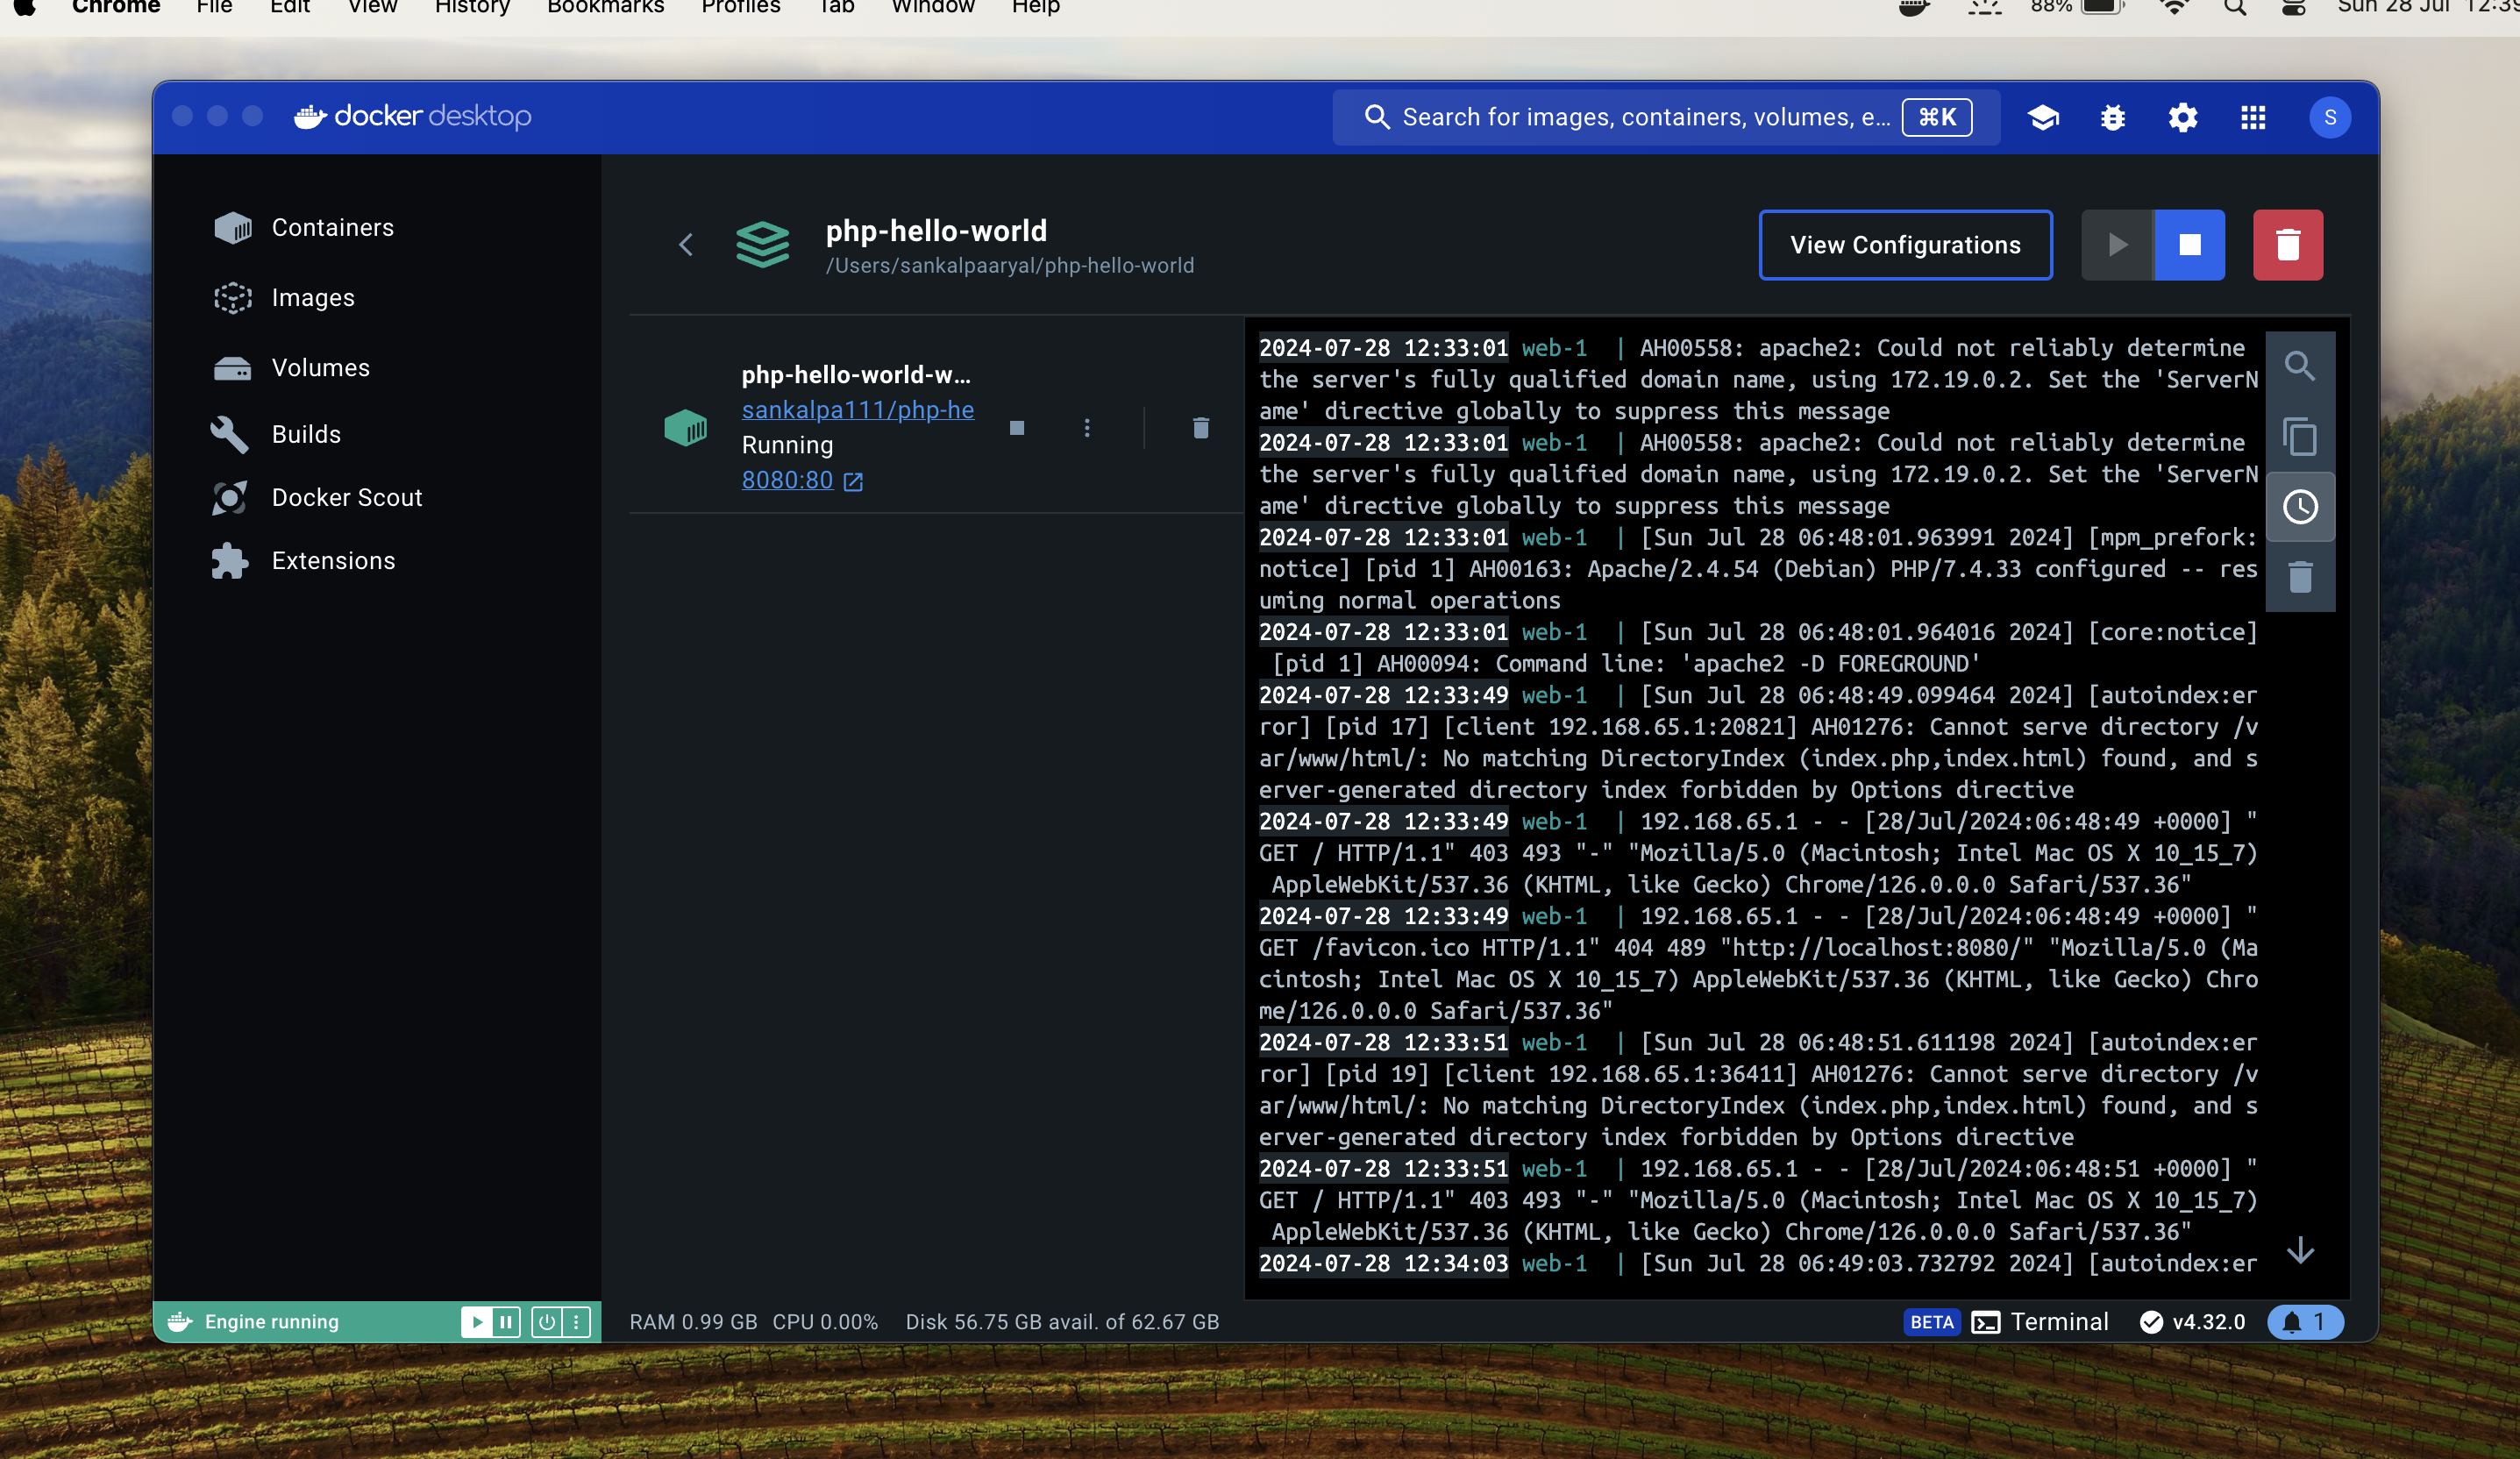 Chrome File Edit View History Bookmarks Profiles Tab Window Help 88% Sun 28 Jul 12:39
docker desktop Search for images, containers, volumes, e... ⌘K S
Containers
Images
Volumes
Builds
Docker Scout
Extensions
php-hello-world
/Users/sankalpaaryal/php-hello-world
View Configurations
php-hello-world-w...
sankalpa111/php-he
Running
8080:80
2024-07-28 12:33:01 web-1 | AH00558: apache2: Could not reliably determine
the server's fully qualified domain name, using 172.19.0.2. Set the 'ServerN
ame' directive globally to suppress this message
2024-07-28 12:33:01 web-1 | AH00558: apache2: Could not reliably determine
the server's fully qualified domain name, using 172.19.0.2. Set the 'ServerN
ame' directive globally to suppress this message
2024-07-28 12:33:01 web-1 | [Sun Jul 28 06:48:01.963991 2024] [mpm_prefork:
notice] [pid 1] AH00163: Apache/2.4.54 (Debian) PHP/7.4.33 configured -- res
uming normal operations
2024-07-28 12:33:01 web-1 | [Sun Jul 28 06:48:01.964016 2024] [core:notice]
[pid 1] AH00094: Command line: 'apache2 -D FOREGROUND'
2024-07-28 12:33:49 web-1 | [Sun Jul 28 06:48:49.099464 2024] [autoindex:er
ror] [pid 17] [client 192.168.65.1:20821] AH01276: Cannot serve directory /v
ar/www/html/: No matching DirectoryIndex (index.php,index.html) found, and s
erver-generated directory index forbidden by Options directive
2024-07-28 12:33:49 web-1 | 192.168.65.1 - - [28/Jul/2024:06:48:49 +0000] "
GET / HTTP/1.1" 403 493 "-" "Mozilla/5.0 (Macintosh; Intel Mac OS X 10_15_7)
AppleWebKit/537.36 (KHTML, like Gecko) Chrome/126.0.0.0 Safari/537.36"
2024-07-28 12:33:49 web-1 | 192.168.65.1 - - [28/Jul/2024:06:48:49 +0000] "
GET /favicon.ico HTTP/1.1" 404 489 "http://localhost:8080/" "Mozilla/5.0 (Ma
cintosh; Intel Mac OS X 10_15_7) AppleWebKit/537.36 (KHTML, like Gecko) Chro
me/126.0.0.0 Safari/537.36"
2024-07-28 12:33:51 web-1 | [Sun Jul 28 06:48:51.611198 2024] [autoindex:er
ror] [pid 19] [client 192.168.65.1:36411] AH01276: Cannot serve directory /v
ar/www/html/: No matching DirectoryIndex (index.php,index.html) found, and s
erver-generated directory index forbidden by Options directive
2024-07-28 12:33:51 web-1 | 192.168.65.1 - - [28/Jul/2024:06:48:51 +0000] "
GET / HTTP/1.1" 403 493 "-" "Mozilla/5.0 (Macintosh; Intel Mac OS X 10_15_7)
AppleWebKit/537.36 (KHTML, like Gecko) Chrome/126.0.0.0 Safari/537.36"
2024-07-28 12:34:03 web-1 | [Sun Jul 28 06:49:03.732792 2024] [autoindex:er
Engine running RAM 0.99 GB CPU 0.00% Disk 56.75 GB avail. of 62.67 GB BETA Terminal v4.32.0 1